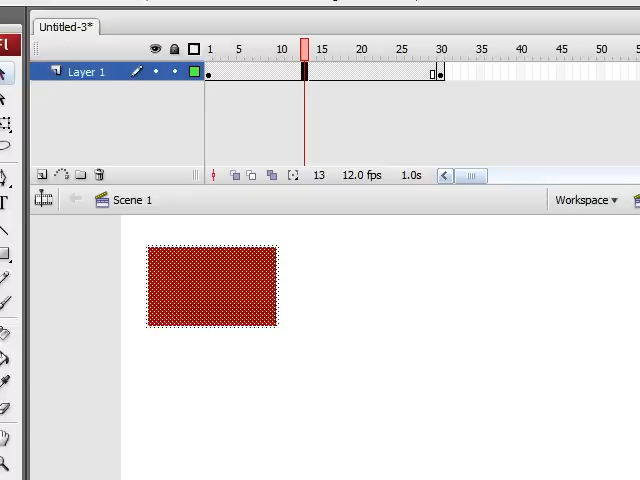 Untitled-3*
Fl
1 5 10 15 20 25 30 35 40 45 50
Layer 1
13 12.0 fps 1.0s
Scene 1 Workspace
T